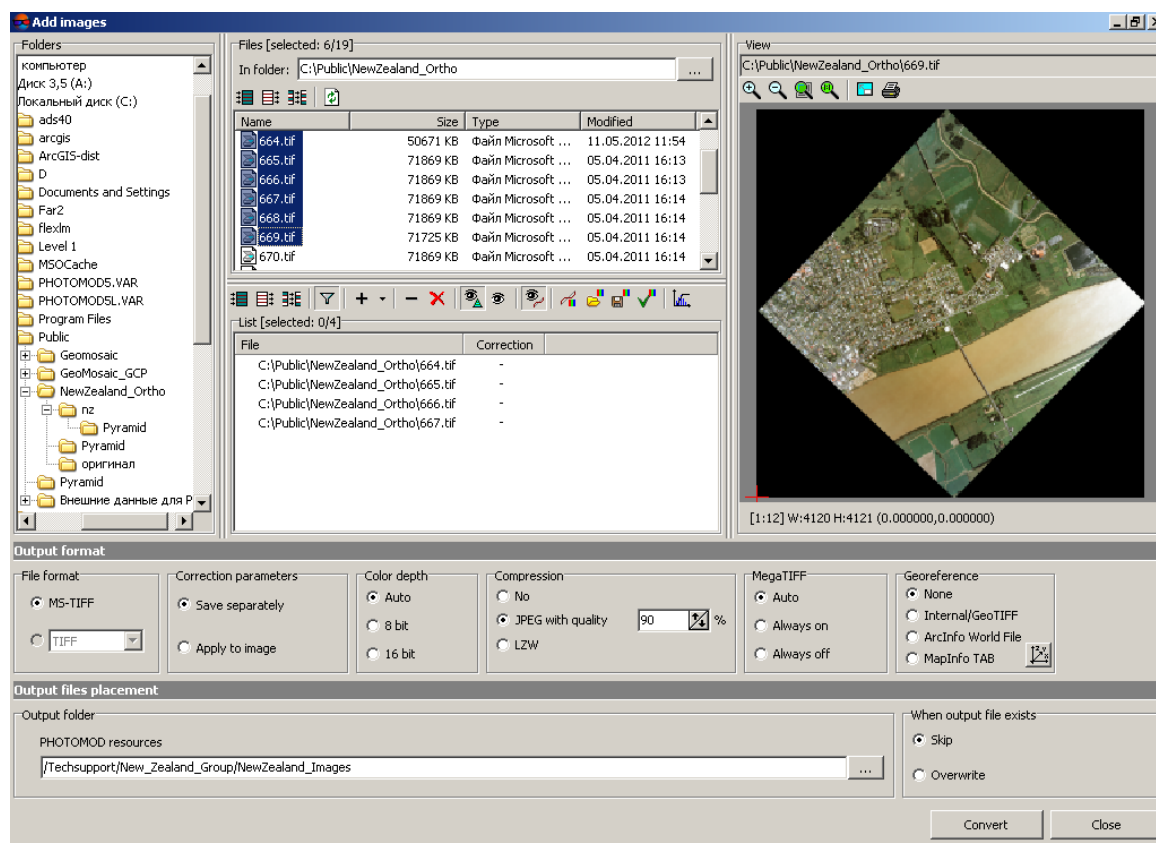 Add images
Folders
компьютер
Диск 3,5 (A:)
Локальный диск (C:)
ads40
arcgis
ArcGIS-dist
D
Documents and Settings
Far2
flexlm
Level 1
MSOCache
PHOTOMOD5.VAR
PHOTOMOD5L.VAR
Program Files
Public
Geomosaic
GeoMosaic_GCP
NewZealand_Ortho
nz
Pyramid
Pyramid
оригинал
Pyramid
Внешние данные для P
Files [selected: 6/19]
In folder: C:\Public\NewZealand_Ortho ...
Name Size Type Modified
664.tif 50671 KB Файл Microsoft ... 11.05.2012 11:54
665.tif 71869 KB Файл Microsoft ... 05.04.2011 16:13
666.tif 71869 KB Файл Microsoft ... 05.04.2011 16:13
667.tif 71869 KB Файл Microsoft ... 05.04.2011 16:14
668.tif 71869 KB Файл Microsoft ... 05.04.2011 16:14
669.tif 71725 KB Файл Microsoft ... 05.04.2011 16:14
670.tif 71869 KB Файл Microsoft ... 05.04.2011 16:14
List [selected: 0/4]
File Correction
C:\Public\NewZealand_Ortho\664.tif -
C:\Public\NewZealand_Ortho\665.tif -
C:\Public\NewZealand_Ortho\666.tif -
C:\Public\NewZealand_Ortho\667.tif -
View
C:\Public\NewZealand_Ortho\669.tif
[1:12] W:4120 H:4121 (0.000000,0.000000)
Output format
File format
MS-TIFF
TIFF
Correction parameters
Save separately
Apply to image
Color depth
Auto
8 bit
16 bit
Compression
No
JPEG with quality 90 %
LZW
MegaTIFF
Auto
Always on
Always off
Georeference
None
Internal/GeoTIFF
ArcInfo World File
MapInfo TAB
Output files placement
Output folder
PHOTOMOD resources
/Techsupport/New_Zealand_Group/NewZealand_Images ...
When output file exists
Skip
Overwrite
Convert Close